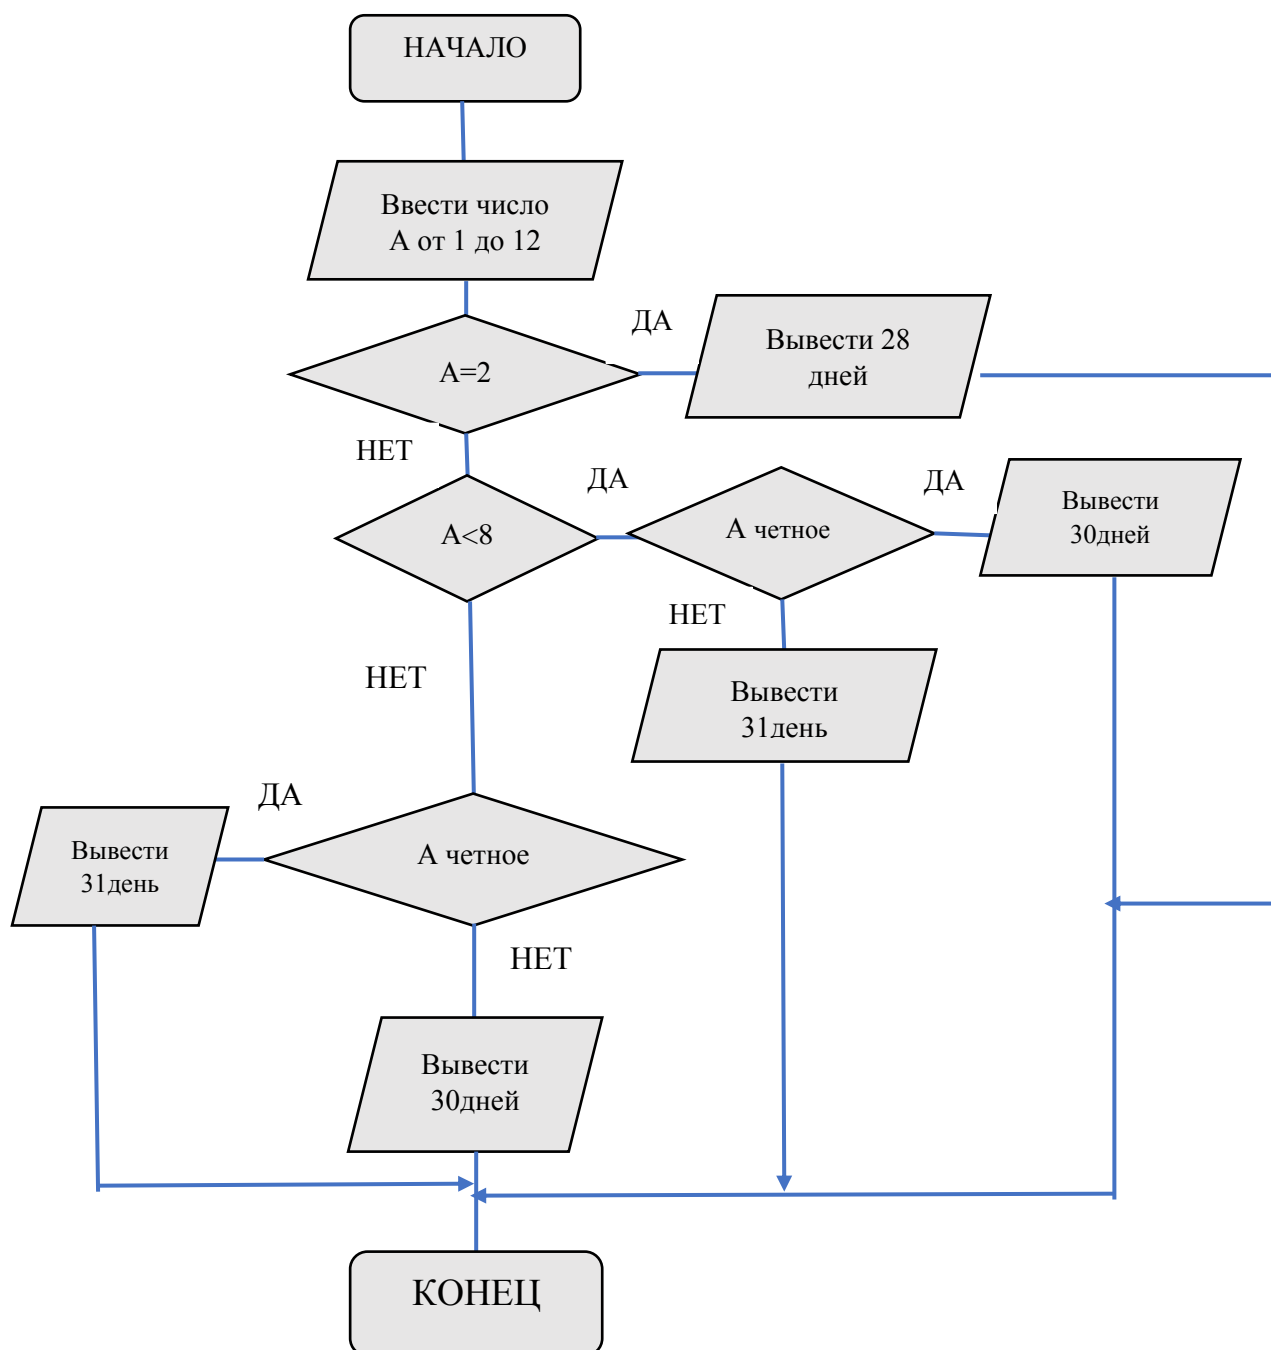 НАЧАЛО
Ввести число
А от 1 до 12
ДА
Вывести 28
дней
А=2
НЕТ
ДА
ДА
Вывести
30дней
А<8
А четное
НЕТ
НЕТ
Вывести
31день
ДА
Вывести
31день
А четное
НЕТ
Вывести
30дней
КОНЕЦ